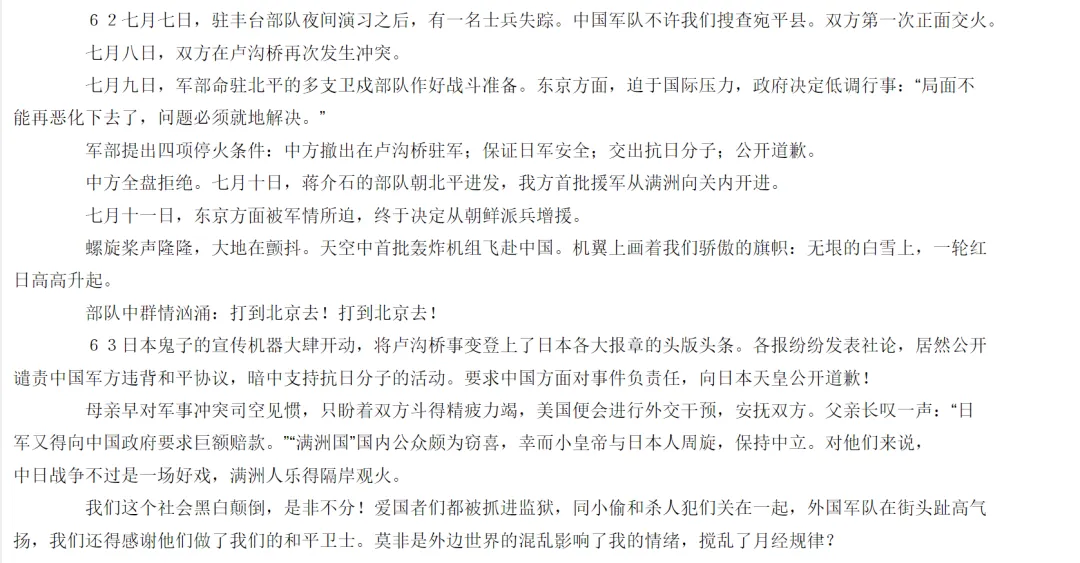 ６２七月七日，驻丰台部队夜间演习之后，有一名士兵失踪。中国军队不许我们搜查宛平县。双方第一次正面交火。
七月八日，双方在卢沟桥再次发生冲突。
七月九日，军部命驻北平的多支卫戍部队作好战斗准备。东京方面，迫于国际压力，政府决定低调行事：“局面不
能再恶化下去了，问题必须就地解决。”
军部提出四项停火条件：中方撤出在卢沟桥驻军；保证日军安全；交出抗日分子；公开道歉。
中方全盘拒绝。七月十日，蒋介石的部队朝北平进发，我方首批援军从满洲向关内开进。
七月十一日，东京方面被军情所迫，终于决定从朝鲜派兵增援。
螺旋桨声隆隆，大地在颤抖。天空中首批轰炸机组飞赴中国。机翼上画着我们骄傲的旗帜：无垠的白雪上，一轮红
日高高升起。
部队中群情汹涌：打到北京去！打到北京去！
６３日本鬼子的宣传机器大肆开动，将卢沟桥事变登上了日本各大报章的头版头条。各报纷纷发表社论，居然公开
谴责中国军方违背和平协议，暗中支持抗日分子的活动。要求中国方面对事件负责任，向日本天皇公开道歉！
母亲早对军事冲突司空见惯，只盼着双方斗得精疲力竭，美国便会进行外交干预，安抚双方。父亲长叹一声：“日
军又得向中国政府要求巨额赔款。”“满洲国”国内公众颇为窃喜，幸而小皇帝与日本人周旋，保持中立。对他们来说，
中日战争不过是一场好戏，满洲人乐得隔岸观火。
我们这个社会黑白颠倒，是非不分！爱国者们都被抓进监狱，同小偷和杀人犯们关在一起，外国军队在街头趾高气
扬，我们还得感谢他们做了我们的和平卫士。莫非是外边世界的混乱影响了我的情绪，搅乱了月经规律？